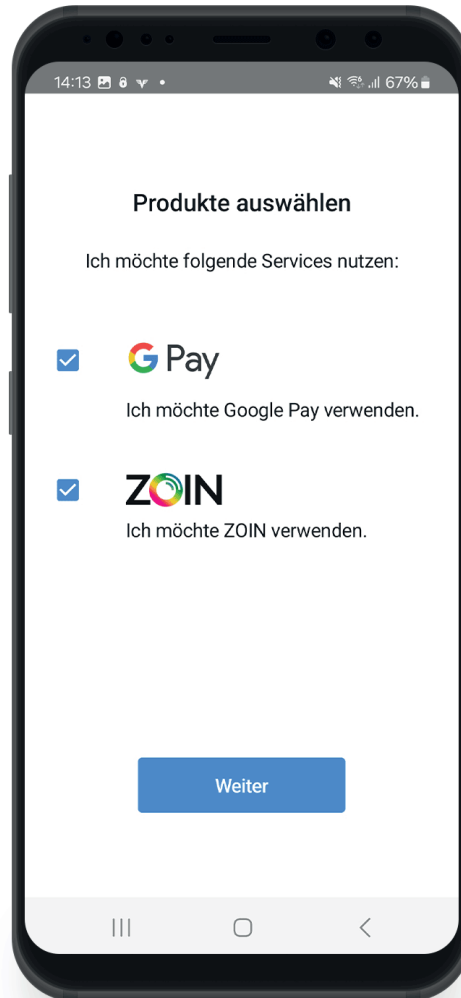 14:13 67%
Produkte auswählen
Ich möchte folgende Services nutzen:
G Pay
Ich möchte Google Pay verwenden.
ZOIN
Ich möchte ZOIN verwenden.
Weiter